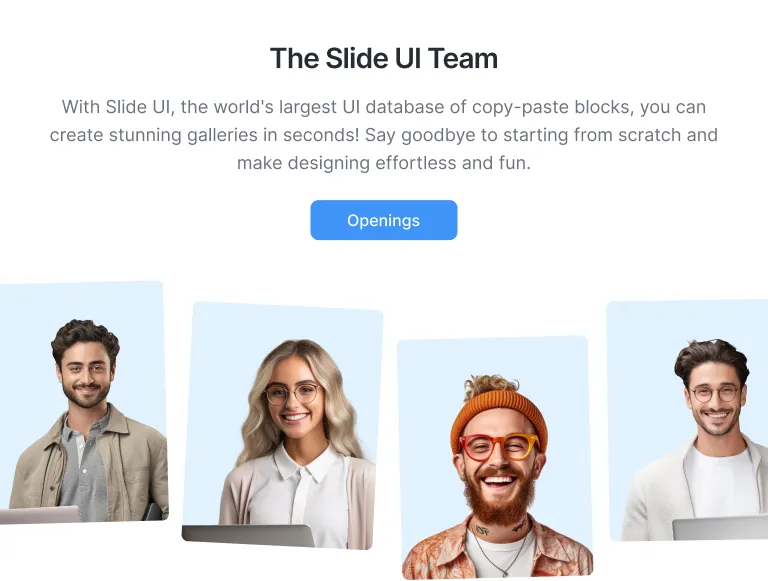 The Slide UI Team
With Slide UI, the world's largest UI database of copy-paste blocks, you can
create stunning galleries in seconds! Say goodbye to starting from scratch and
make designing effortless and fun.
Openings